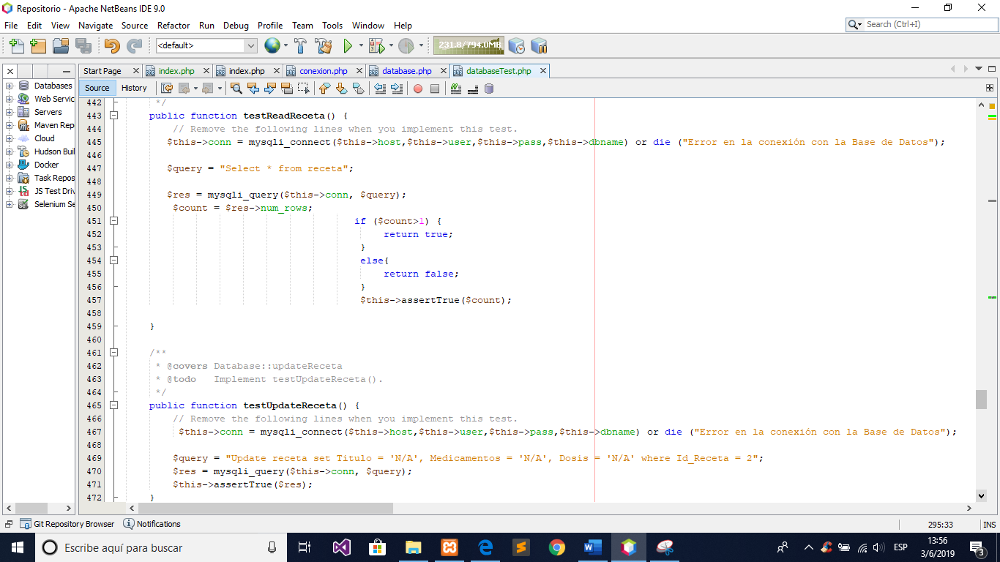 Repositorio - Apache NetBeans IDE 9.0
File Edit View Navigate Source Refactor Run Debug Profile Team Tools Window Help
Search (Ctrl+I)
<default>
231.8/794.0MB
Start Page index.php index.php conexion.php database.php databaseTest.php
Source History
Databases
Web Servic
Servers
Maven Rep
Cloud
Hudson Buil
Docker
Task Repos
JS Test Driv
Selenium Se
442 */
443 public function testReadReceta() {
444 // Remove the following lines when you implement this test.
445 $this->conn = mysqli_connect($this->host,$this->user,$this->pass,$this->dbname) or die ("Error en la conexión con la Base de Datos");
446
447 $query = "Select * from receta";
448
449 $res = mysqli_query($this->conn, $query);
450 $count = $res->num_rows;
451 if ($count>1) {
452 return true;
453 }
454 else{
455 return false;
456 }
457 $this->assertTrue($count);
458
459 }
460
461 /**
462 * @covers Database::updateReceta
463 * @todo Implement testUpdateReceta().
464 */
465 public function testUpdateReceta() {
466 // Remove the following lines when you implement this test.
467 $this->conn = mysqli_connect($this->host,$this->user,$this->pass,$this->dbname) or die ("Error en la conexión con la Base de Datos");
468
469 $query = "Update receta set Titulo = 'N/A', Medicamentos = 'N/A', Dosis = 'N/A' where Id_Receta = 2";
470 $res = mysqli_query($this->conn, $query);
471 $this->assertTrue($res);
472 }
Git Repository Browser Notifications
295:33 INS
Escribe aquí para buscar
ESP
13:56
3/6/2019
3